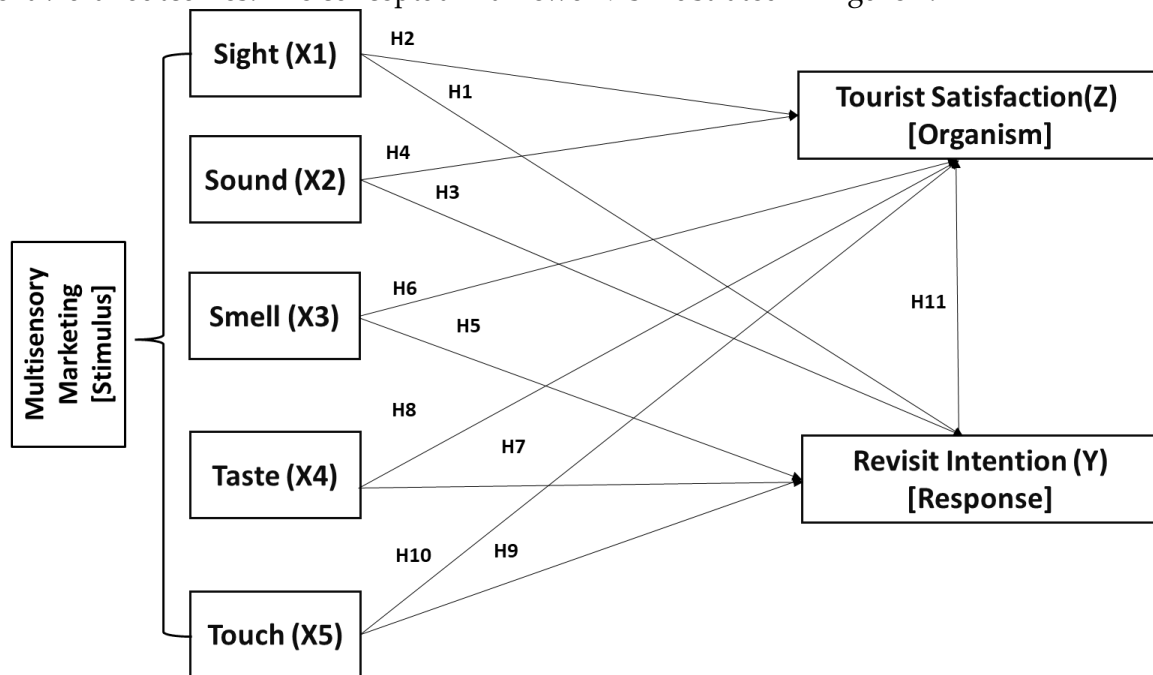 Sight (X1)
Sound (X2)
Smell (X3)
Taste (X4)
Touch (X5)
Multisensory
Marketing
[Stimulus]
H2
H1
H4
H3
H6
H5
H8
H7
H10
H9
H11
Tourist Satisfaction(Z)
[Organism]
Revisit Intention (Y)
[Response]